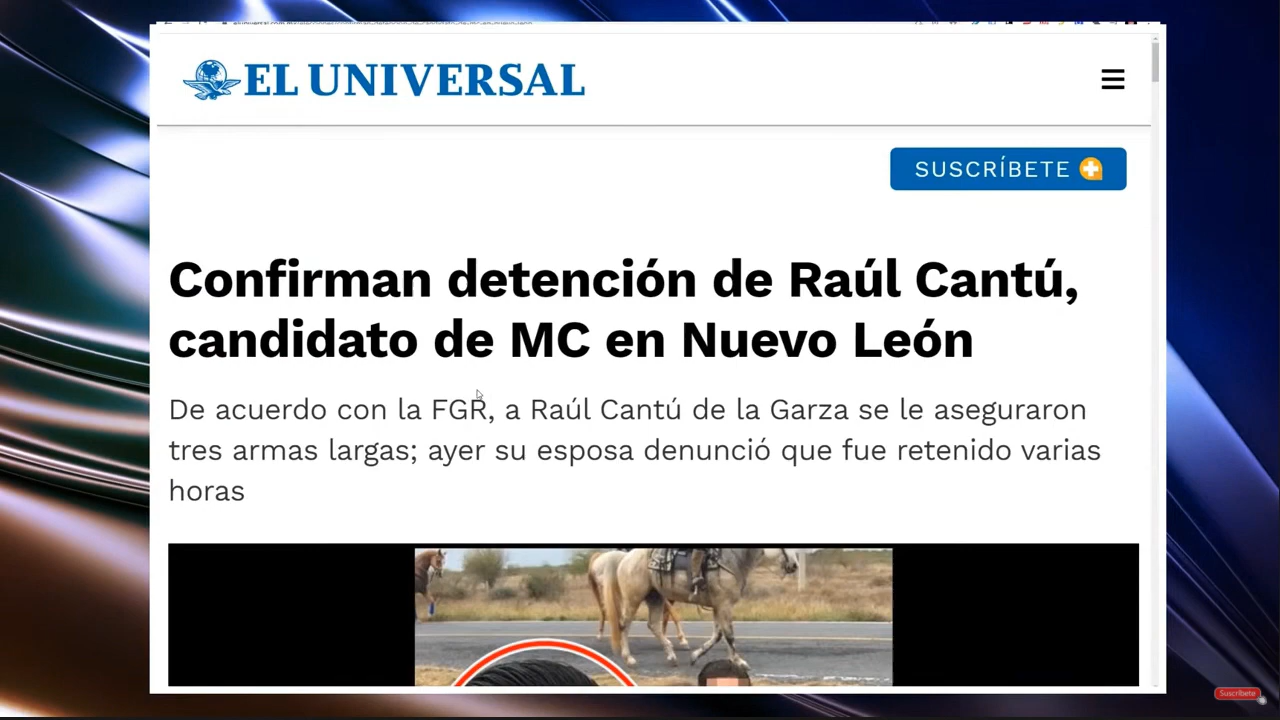 EL UNIVERSAL
SUSCRÍBETE
Confirman detención de Raúl Cantú,
candidato de MC en Nuevo León
De acuerdo con la FGR, a Raúl Cantú de la Garza se le aseguraron
tres armas largas; ayer su esposa denunció que fue retenido varias
horas
Suscríbete